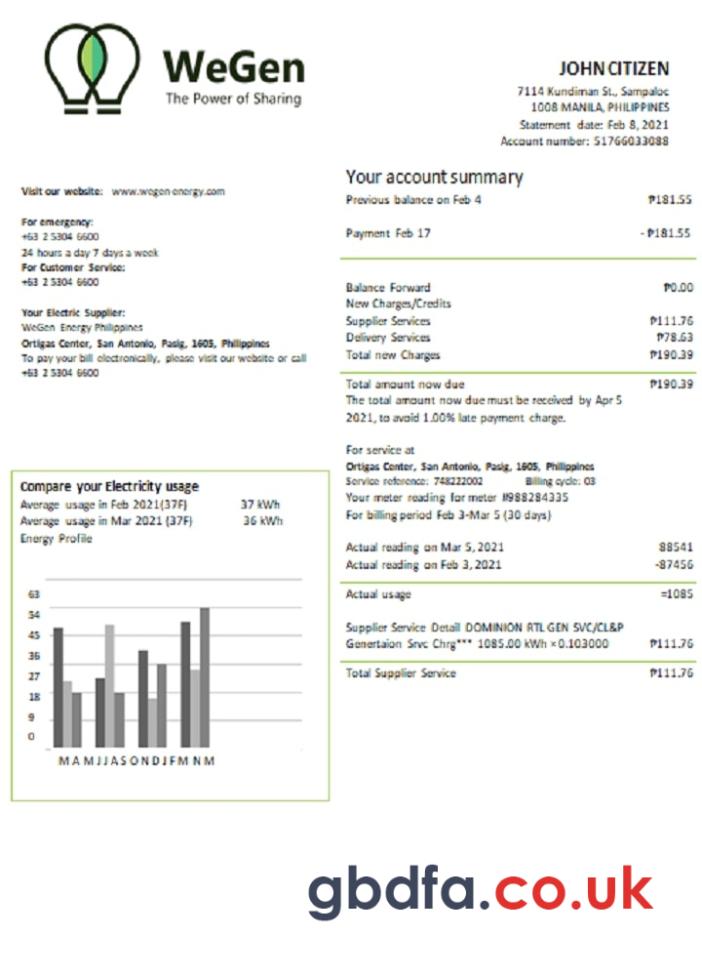 WeGen
The Power of Sharing
JOHN CITIZEN
7114 Kundiman St., Sampaloc
1008 MANILA, PHILIPPINES
Statement date: Feb 8, 2021
Account number: 51766033088
Visit our website: www.wegen-energy.com
For emergency:
+63 2 5304 6600
24 hours a day 7 days a week
For Customer Service:
+63 2 5304 6600
Your Electric Supplier:
WeGen Energy Philippines
Ortigas Center, San Antonio, Pasig, 1605, Philippines
To pay your bill electronically, please visit our website or call
+63 2 5304 6600
Your account summary
Previous balance on Feb 4 ₱181.55
Payment Feb 17 - ₱181.55
Balance Forward ₱0.00
New Charges/Credits
Supplier Services ₱111.76
Delivery Services ₱78.63
Total new Charges ₱190.39
Total amount now due ₱190.39
The total amount now due must be received by Apr 5
2021, to avoid 1.00% late payment charge.
For service at
Ortigas Center, San Antonio, Pasig, 1605, Philippines
Service reference: 748222002 Billing cycle: 03
Your meter reading for meter #988284335
For billing period Feb 3-Mar 5 (30 days)
Actual reading on Mar 5, 2021 88541
Actual reading on Feb 3, 2021 -87456
Actual usage =1085
Supplier Service Detail DOMINION RTL GEN SVC/CL&P
Genertaion Srvc Chrg*** 1085.00 kWh × 0.103000 ₱111.76
Total Supplier Service ₱111.76
Compare your Electricity usage
Average usage in Feb 2021(37F) 37 kWh
Average usage in Mar 2021 (37F) 36 kWh
Energy Profile
63
54
45
36
27
18
9
0
M A M J J A S O N D J F M N M
gbdfa.co.uk